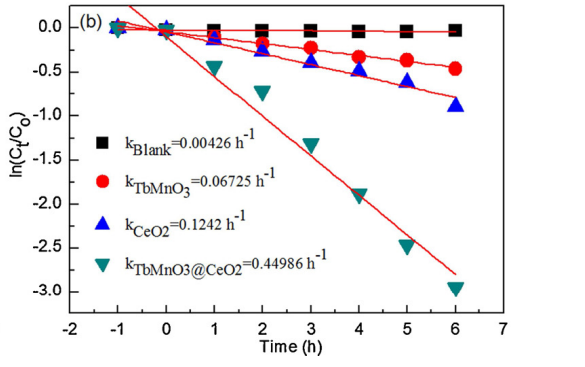 (b)
0.0
-0.5
-1.0
-1.5
-2.0
-2.5
-3.0
ln(Ct/Co)
kBlank=0.00426 h-1
kTbMnO3=0.06725 h-1
kCeO2=0.1242 h-1
kTbMnO3@CeO2=0.44986 h-1
-2 -1 0 1 2 3 4 5 6 7
Time (h)